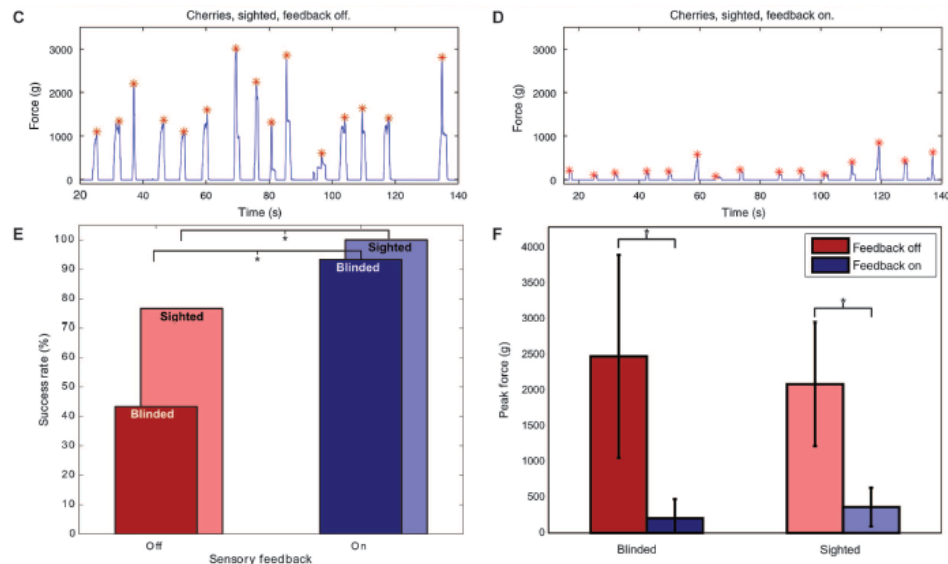 C
Cherries, sighted, feedback off.
Force (g)
3000
2000
1000
0
20
40
60
80
100
120
140
Time (s)
D
Cherries, sighted, feedback on.
Force (g)
3000
2000
1000
0
20
40
60
80
100
120
140
Time (s)
E
Success rate (%)
100
90
80
70
60
50
40
30
20
10
0
*
*
Sighted
Blinded
Sighted
Blinded
Off
On
Sensory feedback
F
Peak force (g)
4000
3500
3000
2500
2000
1500
1000
500
0
*
*
Feedback off
Feedback on
Blinded
Sighted